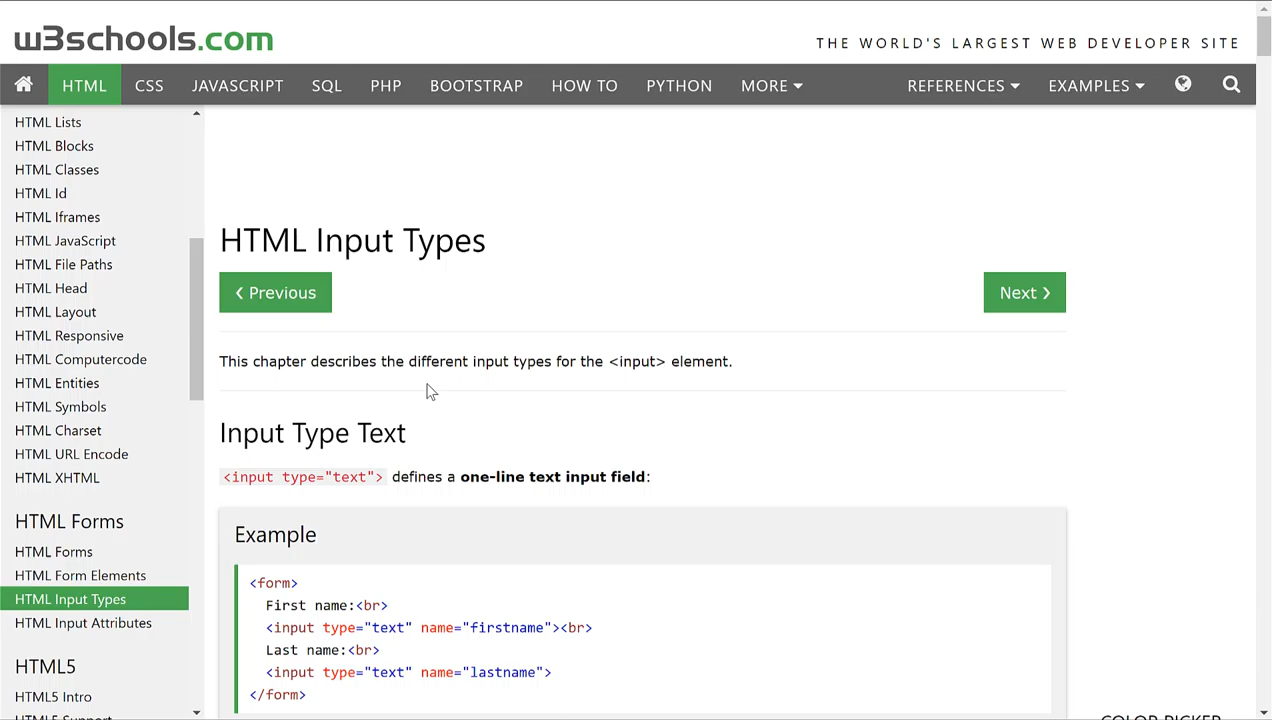 w3schools.com
THE WORLD'S LARGEST WEB DEVELOPER SITE
HTML CSS JAVASCRIPT SQL PHP BOOTSTRAP HOW TO PYTHON MORE REFERENCES EXAMPLES
HTML Lists
HTML Blocks
HTML Classes
HTML Id
HTML Iframes
HTML JavaScript
HTML File Paths
HTML Head
HTML Layout
HTML Responsive
HTML Computercode
HTML Entities
HTML Symbols
HTML Charset
HTML URL Encode
HTML XHTML
HTML Forms
HTML Forms
HTML Form Elements
HTML Input Types
HTML Input Attributes
HTML5
HTML5 Intro
HTML5 Support
HTML Input Types
❮ Previous
Next ❯
This chapter describes the different input types for the <input> element.
Input Type Text
<input type="text"> defines a one-line text input field:
Example
<form>
First name:<br>
<input type="text" name="firstname"><br>
Last name:<br>
<input type="text" name="lastname">
</form>
COLOR PICKER